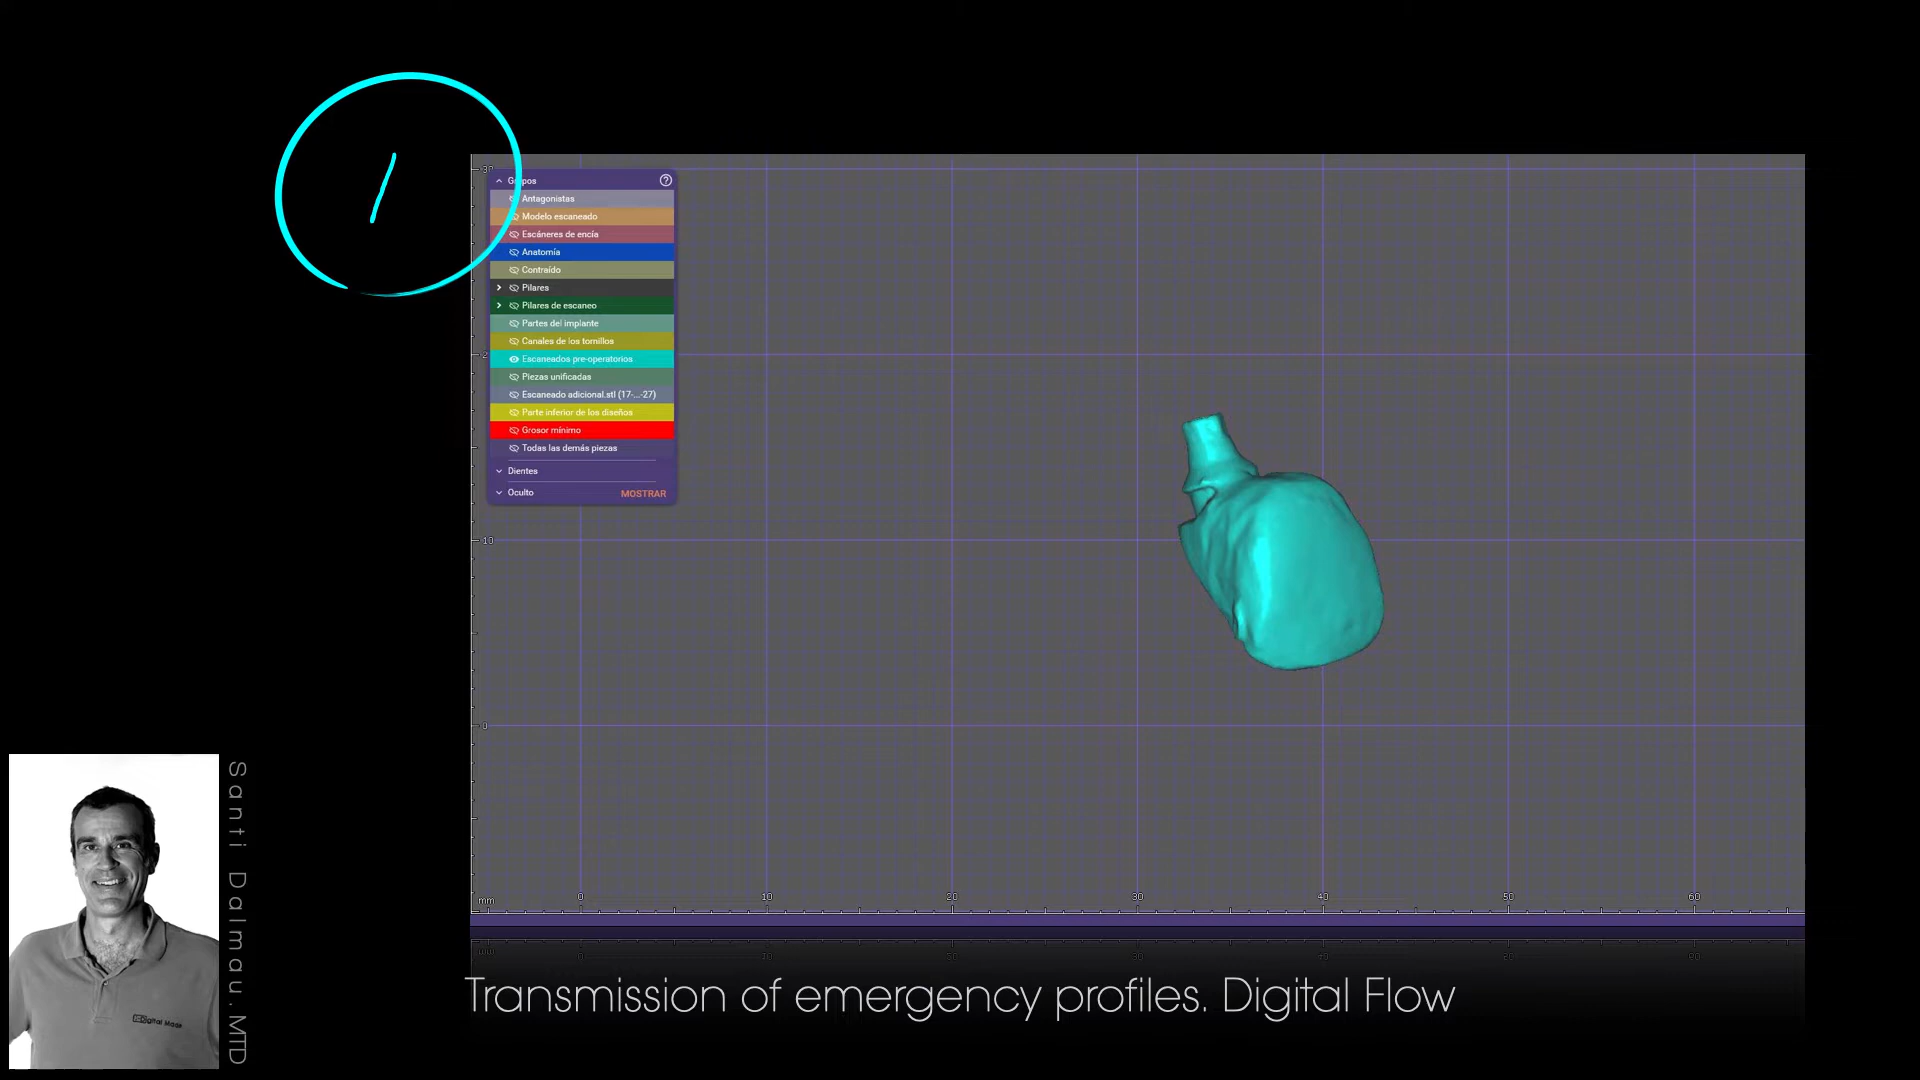 1
30
Grupos
Antagonistas
Modelo escaneado
Escáneres de encía
Anatomía
Contraído
Pilares
Pilares de escaneo
Partes del implante
Canales de los tornillos
Escaneados pre-operatorios
Piezas unificadas
Escaneado adicional.stl (17-...-27)
Parte inferior de los diseños
Grosor mínimo
Todas las demás piezas
Dientes
Oculto MOSTRAR
10
0
mm 0 10 20 30 40 50 60
Transmission of emergency profiles. Digital Flow
Santi Dalmau.MTD